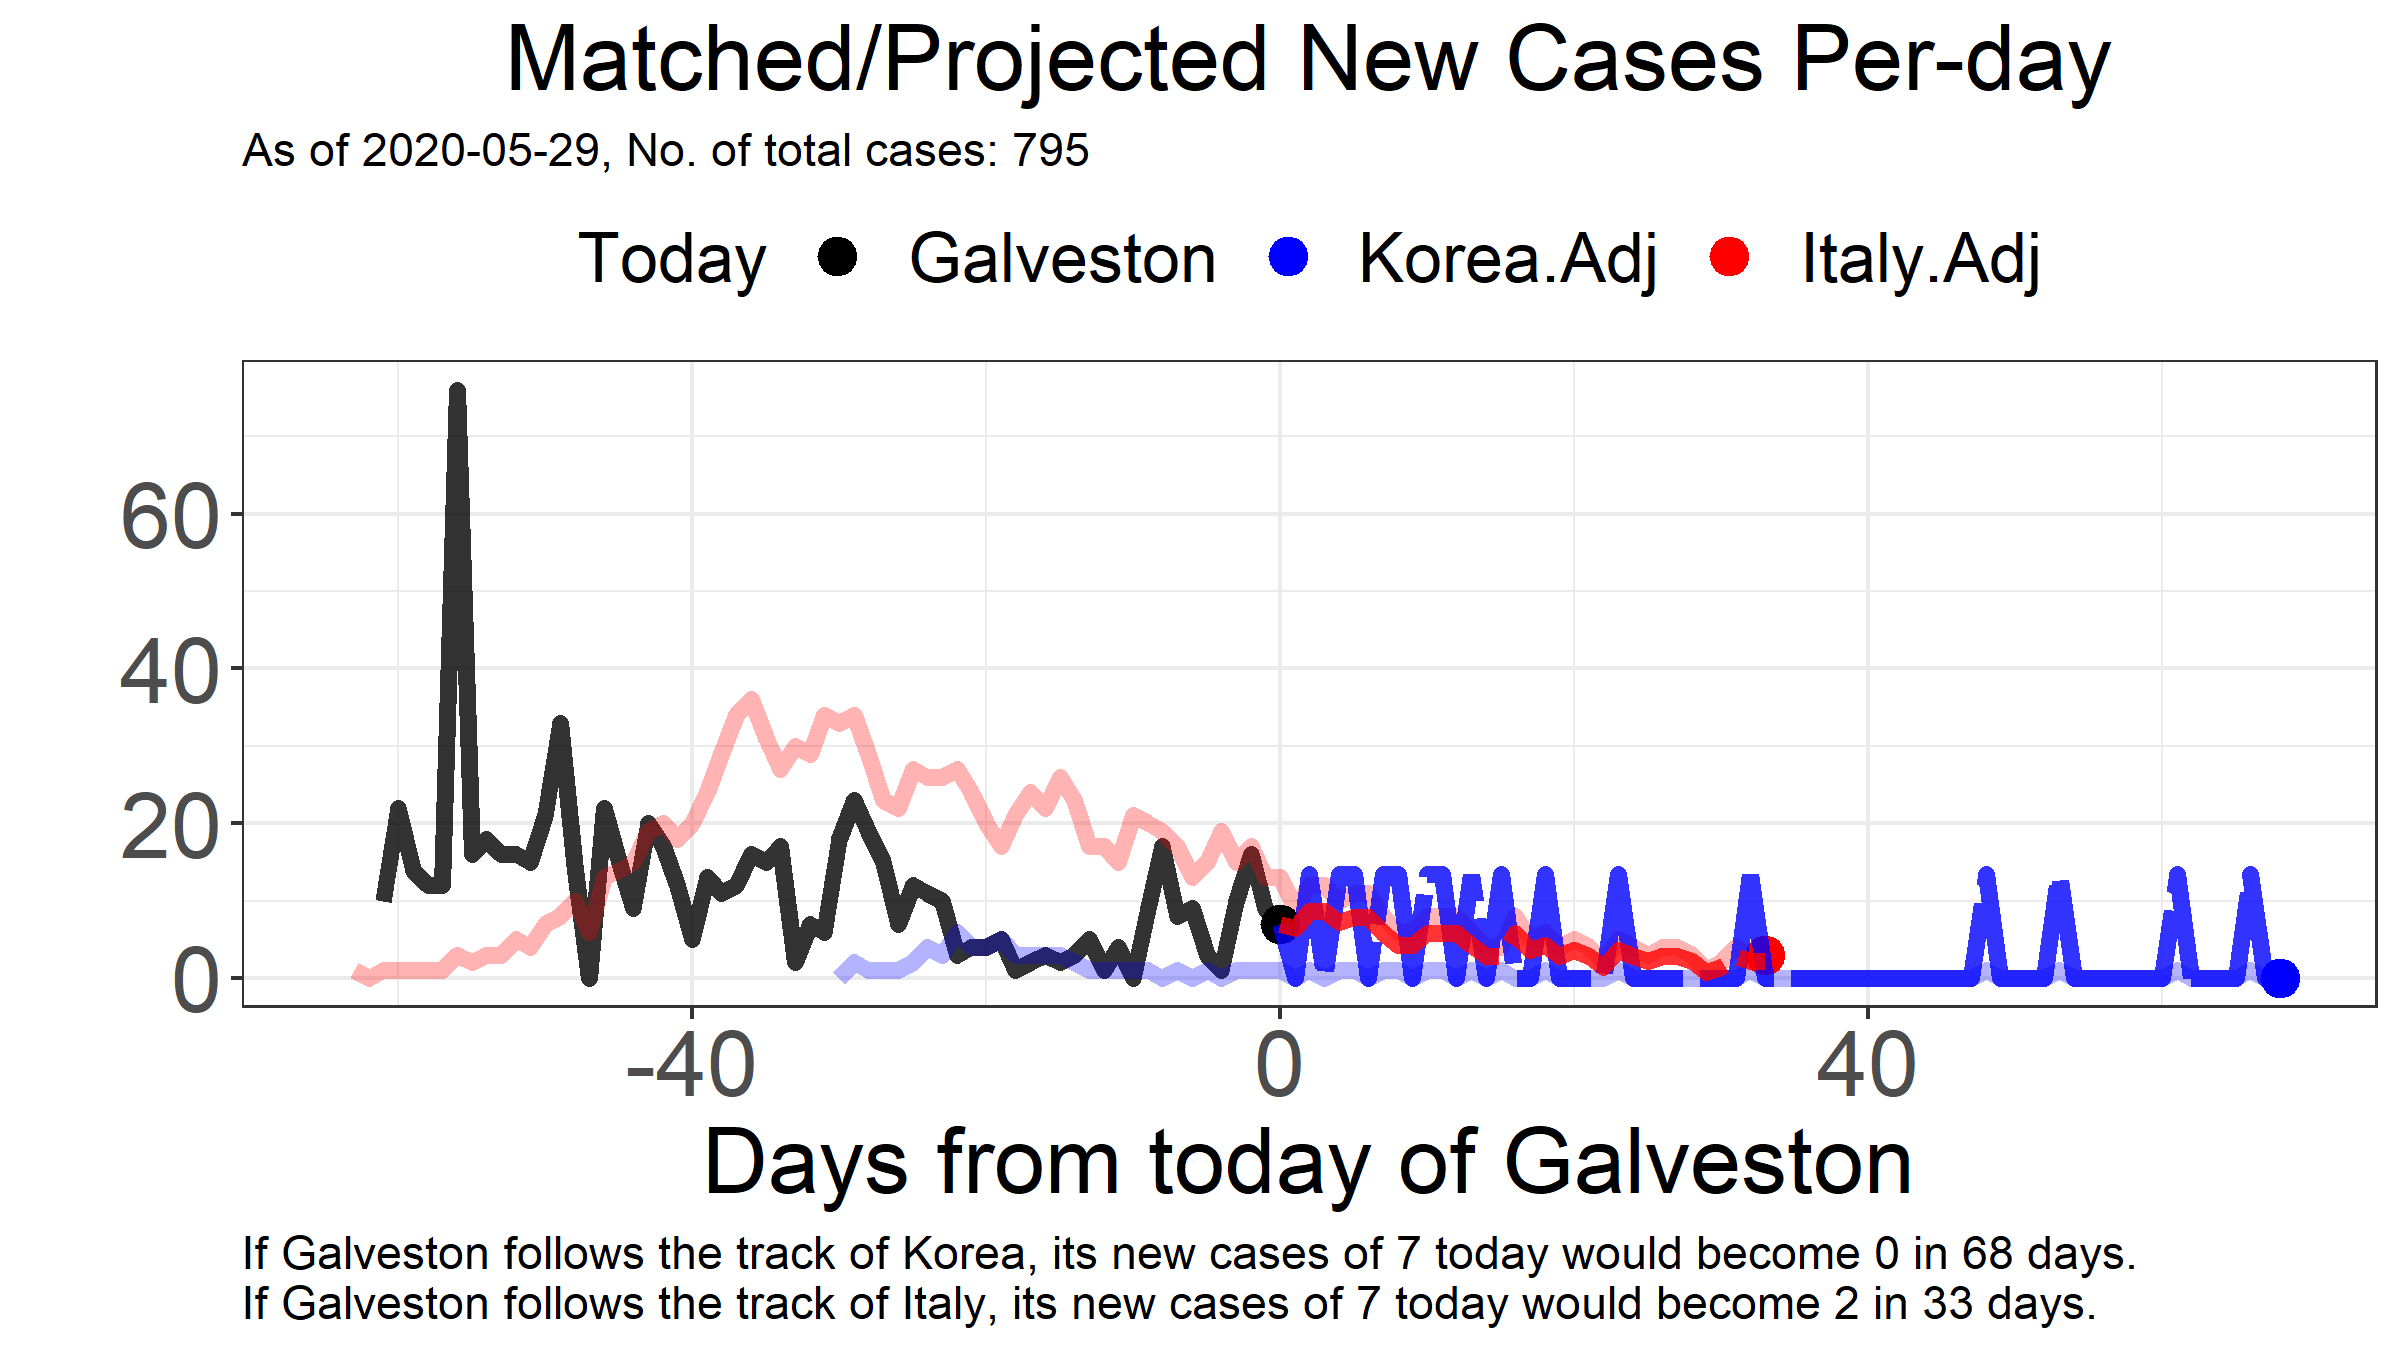 Matched/Projected New Cases Per-day
As of 2020-05-29, No. of total cases: 795
Today Galveston Korea.Adj Italy.Adj
60
40
20
0
-40 0 40
Days from today of Galveston
If Galveston follows the track of Korea, its new cases of 7 today would become 0 in 68 days.
If Galveston follows the track of Italy, its new cases of 7 today would become 2 in 33 days.